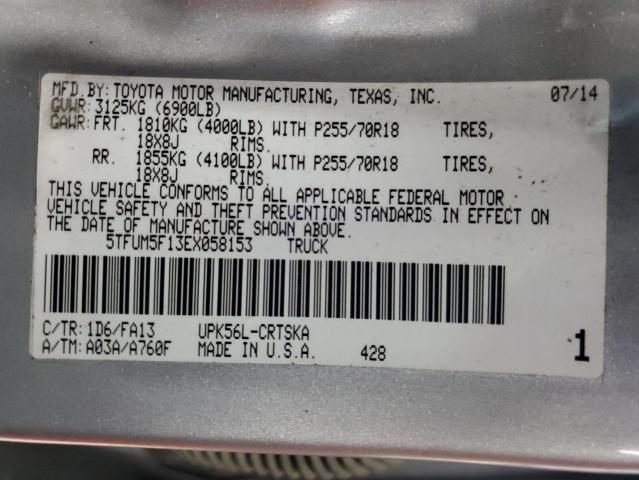 MFD.BY: TOYOTA MOTOR MANUFACTURING, TEXAS, INC. 07/14
GVWR: 3125KG (6900LB)
GAWR: FRT. 1810KG (4000LB) WITH P255/70R18 TIRES,
18X8J RIMS.
RR. 1855KG (4100LB) WITH P255/70R18 TIRES,
18X8J RIMS.
THIS VEHICLE CONFORMS TO ALL APPLICABLE FEDERAL MOTOR
VEHICLE SAFETY AND THEFT PREVENTION STANDARDS IN EFFECT ON
THE DATE OF MANUFACTURE SHOWN ABOVE.
5TFUM5F13EX058153 TRUCK
C/TR: 1D6/FA13 UPK56L-CRTSKA
A/TM: A03A/A760F MADE IN U.S.A. 428 1